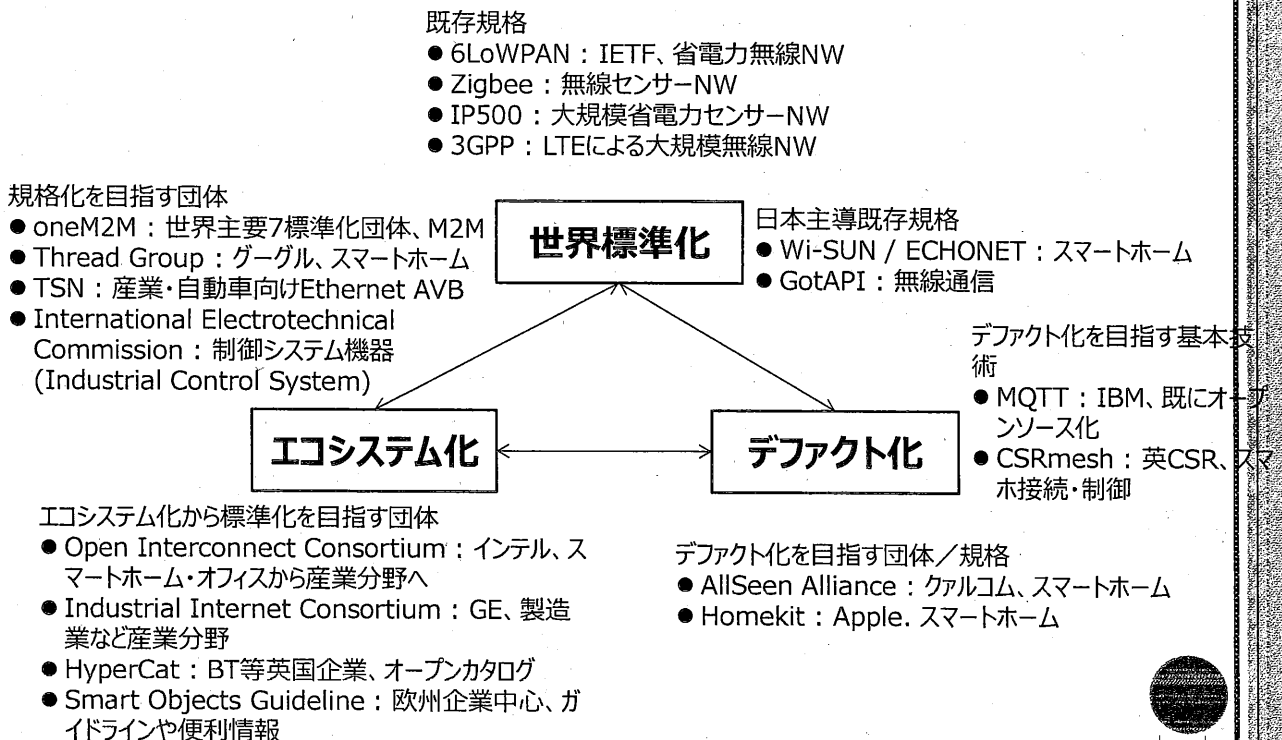 既存規格
● 6LoWPAN：IETF、省電力無線NW
● Zigbee：無線センサーNW
● IP500：大規模省電力センサーNW
● 3GPP：LTEによる大規模無線NW
規格化を目指す団体
● oneM2M：世界主要7標準化団体、M2M
● Thread Group：グーグル、スマートホーム
● TSN：産業・自動車向けEthernet AVB
● International Electrotechnical
Commission：制御システム機器
(Industrial Control System)
世界標準化
日本主導既存規格
● Wi-SUN / ECHONET：スマートホーム
● GotAPI：無線通信
デファクト化を目指す基本技
術
● MQTT：IBM、既にオープ
ンソース化
● CSRmesh：英CSR、スマ
ホ接続・制御
エコシステム化
デファクト化
エコシステム化から標準化を目指す団体
● Open Interconnect Consortium：インテル、ス
マートホーム・オフィスから産業分野へ
● Industrial Internet Consortium：GE、製造
業など産業分野
● HyperCat：BT等英国企業、オープンカタログ
● Smart Objects Guideline：欧州企業中心、ガ
イドラインや便利情報
デファクト化を目指す団体／規格
● AllSeen Alliance：クァルコム、スマートホーム
● Homekit：Apple. スマートホーム